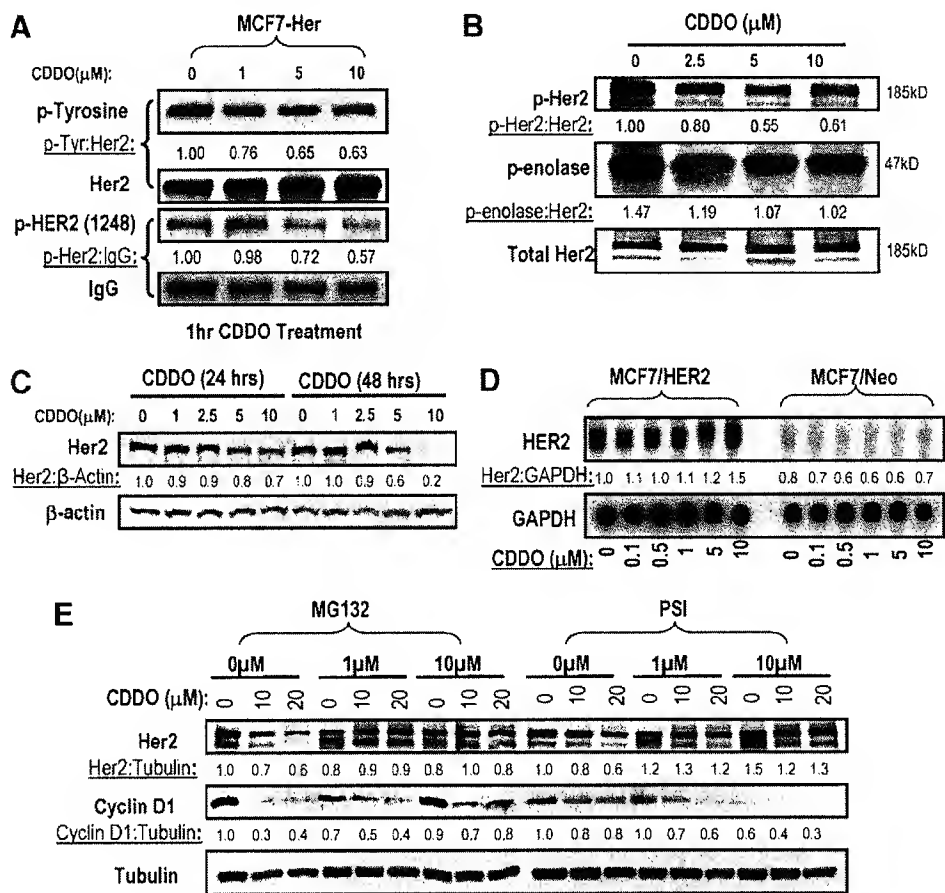 A
MCF7-Her
CDDO(µM): 0 1 5 10
p-Tyrosine
p-Tyr:Her2: 1.00 0.76 0.65 0.63
Her2
p-HER2 (1248)
p-Her2:IgG: 1.00 0.98 0.72 0.57
IgG
1hr CDDO Treatment
B
CDDO (µM)
0 2.5 5 10
p-Her2 185kD
p-Her2:Her2: 1.00 0.80 0.55 0.61
p-enolase 47kD
p-enolase:Her2: 1.47 1.19 1.07 1.02
Total Her2 185kD
C
CDDO (24 hrs) CDDO (48 hrs)
CDDO(µM): 0 1 2.5 5 10 0 1 2.5 5 10
Her2
Her2:β-Actin: 1.0 0.9 0.9 0.8 0.7 1.0 1.0 0.9 0.6 0.2
β-actin
D
MCF7/HER2 MCF7/Neo
HER2
Her2:GAPDH: 1.0 1.1 1.0 1.1 1.2 1.5 0.8 0.7 0.6 0.6 0.6 0.7
GAPDH
CDDO (µM): 0 0.1 0.5 1 5 10 0 0.1 0.5 1 5 10
E
MG132 PSI
0µM 1µM 10µM 0µM 1µM 10µM
CDDO (µM): 0 10 20 0 10 20 0 10 20 0 10 20 0 10 20 0 10 20
Her2
Her2:Tubulin: 1.0 0.7 0.6 0.8 0.9 0.9 0.8 1.0 0.8 1.0 0.8 0.6 1.2 1.3 1.2 1.5 1.2 1.3
Cyclin D1
Cyclin D1:Tubulin: 1.0 0.3 0.4 0.7 0.5 0.4 0.9 0.7 0.8 1.0 0.8 0.8 1.0 0.7 0.6 0.6 0.4 0.3
Tubulin